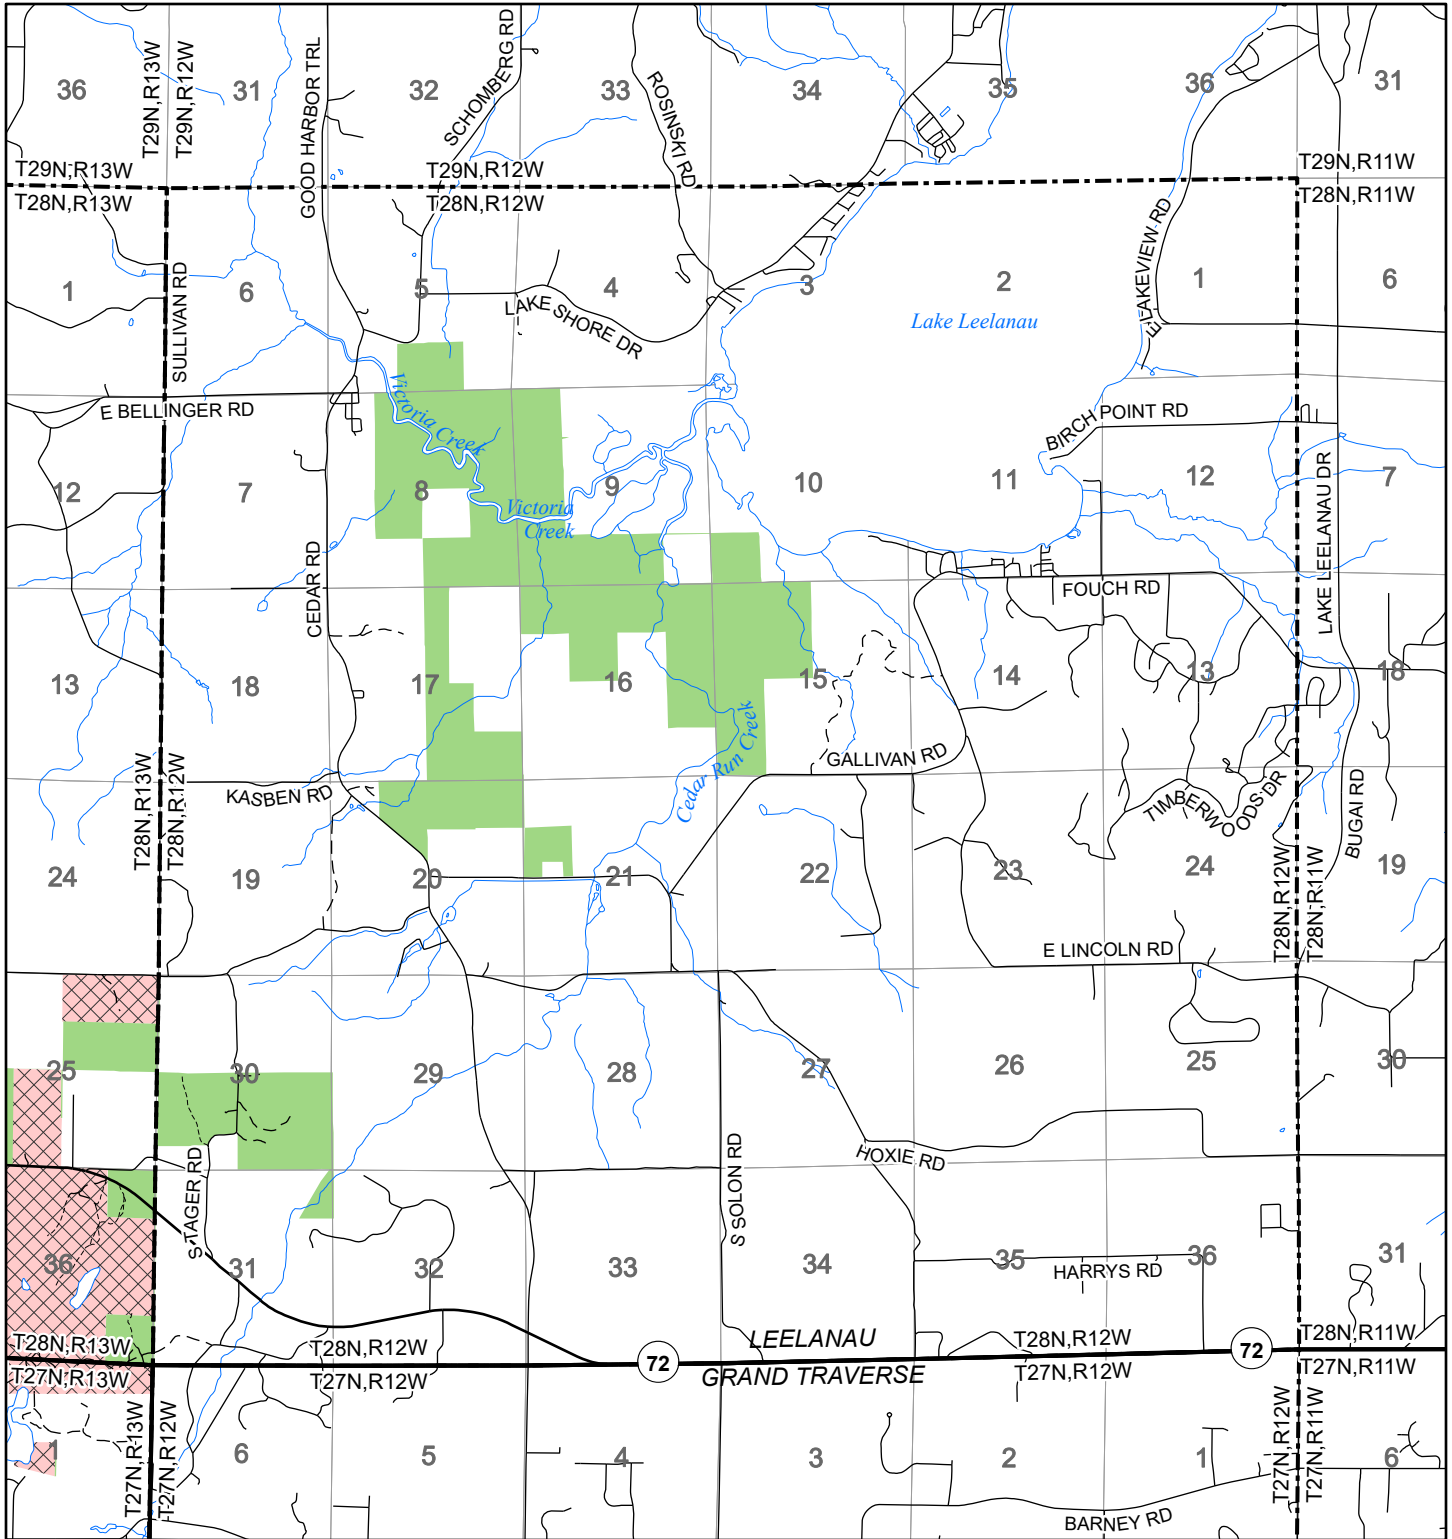 36
T29N,R13W
T29N,R12W
31
GOOD HARBOR TRL
32
SCHOMBERG RD
33
ROSINSKI RD
34
35
36
31
T29N,R13W
T29N,R12W
T29N,R11W
T28N,R13W
T28N,R12W
T28N,R11W
1
SULLIVAN RD
6
5
4
LAKE SHORE DR
3
2
Lake Leelanau
E LAKEVIEW RD
1
6
E BELLINGER RD
Victoria Creek
BIRCH POINT RD
12
7
8
Victoria
Creek
9
10
11
12
LAKE LEELANAU DR
7
CEDAR RD
FOUCH RD
13
18
17
16
15
14
13
18
Cedar Run Creek
GALLIVAN RD
T28N,R13W
T28N,R12W
KASBEN RD
TIMBERWOODS DR
BUGAI RD
24
19
20
21
22
23
24
T28N,R12W
T28N,R11W
19
E LINCOLN RD
25
30
29
28
27
26
25
30
S STAGER RD
S SOLON RD
HOXIE RD
36
31
32
33
34
35
HARRYS RD
36
31
T28N,R13W
T28N,R12W
LEELANAU
T28N,R12W
T28N,R11W
72
72
T27N,R13W
T27N,R12W
GRAND TRAVERSE
T27N,R12W
T27N,R11W
1
T27N,R13W
T27N,R12W
6
5
4
3
2
1
T27N,R12W
T27N,R11W
6
BARNEY RD